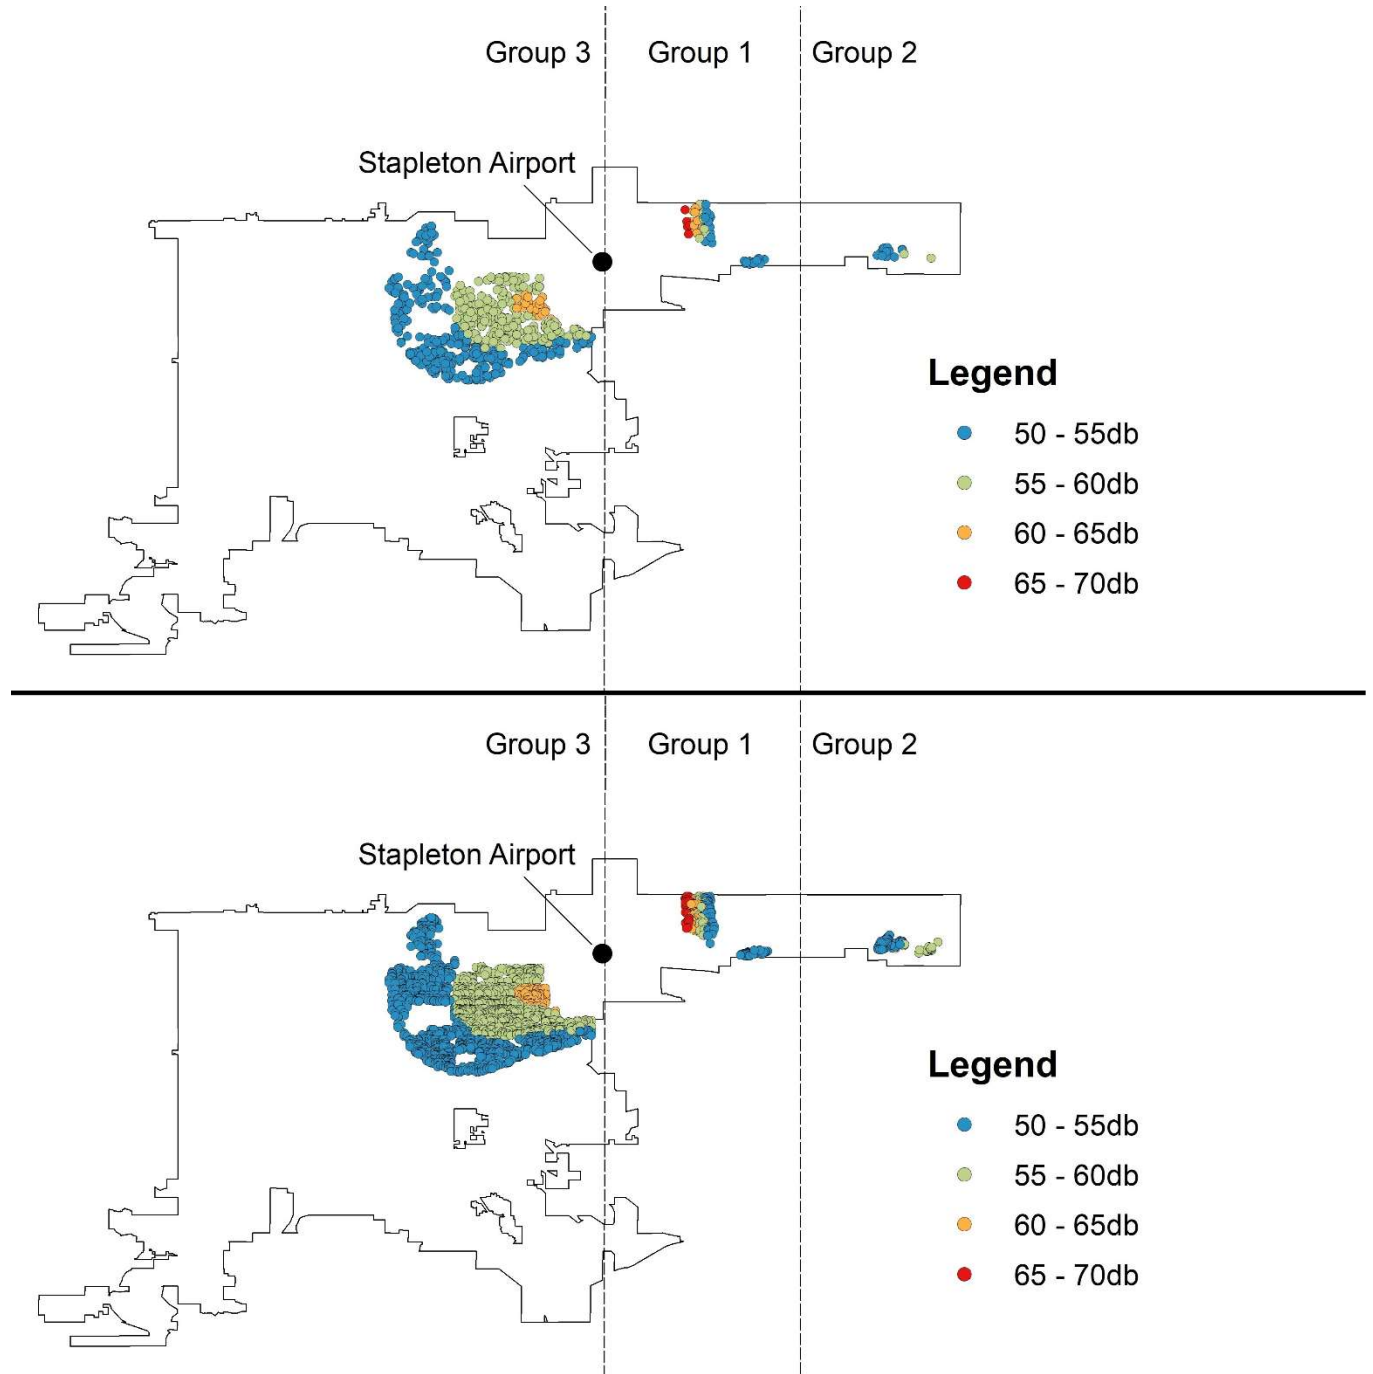 Group 3 Group 1 Group 2
Stapleton Airport
Legend
50 - 55db
55 - 60db
60 - 65db
65 - 70db
Group 3 Group 1 Group 2
Stapleton Airport
Legend
50 - 55db
55 - 60db
60 - 65db
65 - 70db